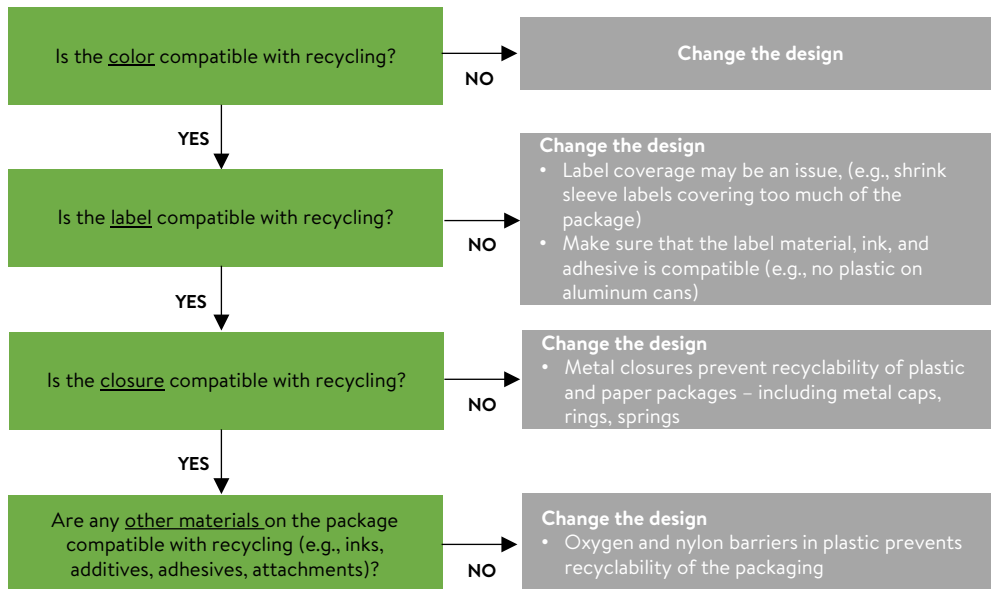 Is the color compatible with recycling?
NO
Change the design
YES
Is the label compatible with recycling?
NO
Change the design
• Label coverage may be an issue, (e.g., shrink
sleeve labels covering too much of the
package)
• Make sure that the label material, ink, and
adhesive is compatible (e.g., no plastic on
aluminum cans)
YES
Is the closure compatible with recycling?
NO
Change the design
• Metal closures prevent recyclability of plastic
and paper packages – including metal caps,
rings, springs
YES
Are any other materials on the package
compatible with recycling (e.g., inks,
additives, adhesives, attachments)?
NO
Change the design
• Oxygen and nylon barriers in plastic prevents
recyclability of the packaging